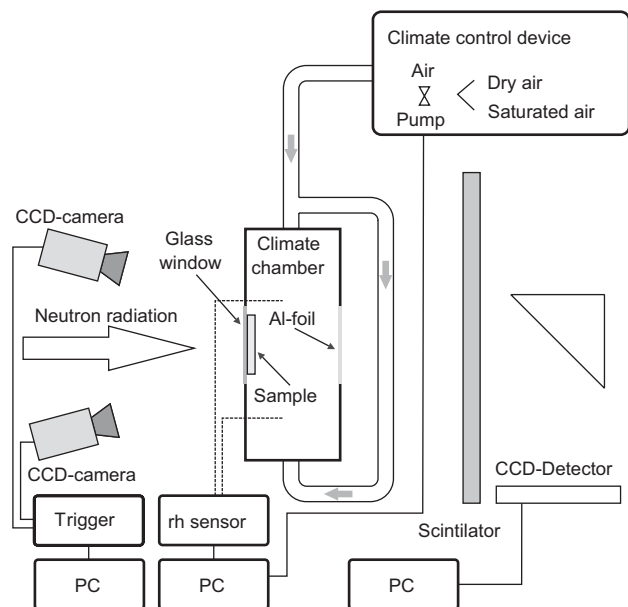 Climate control device
Air
Dry air
Pump
Saturated air
CCD-camera
Glass
window
Climate
chamber
Neutron radiation
Al-foil
Sample
CCD-camera
CCD-Detector
Scintilator
Trigger
rh sensor
PC
PC
PC